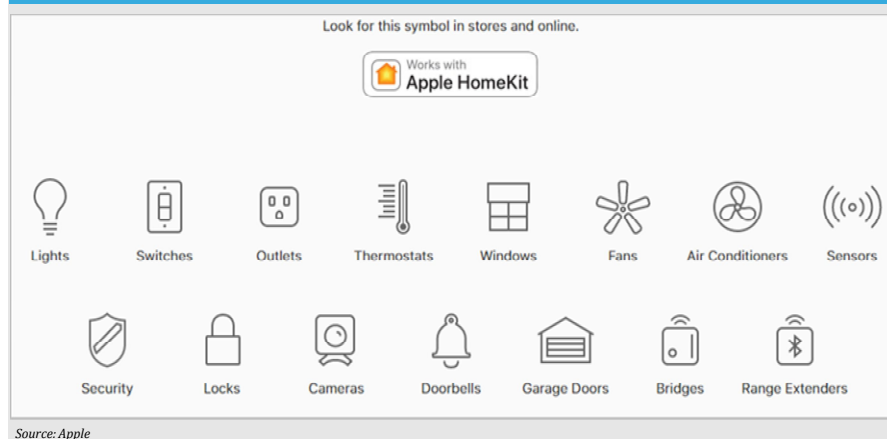 Look for this symbol in stores and online.
Works with
Apple HomeKit
Lights Switches Outlets Thermostats Windows Fans Air Conditioners Sensors
Security Locks Cameras Doorbells Garage Doors Bridges Range Extenders
Source: Apple